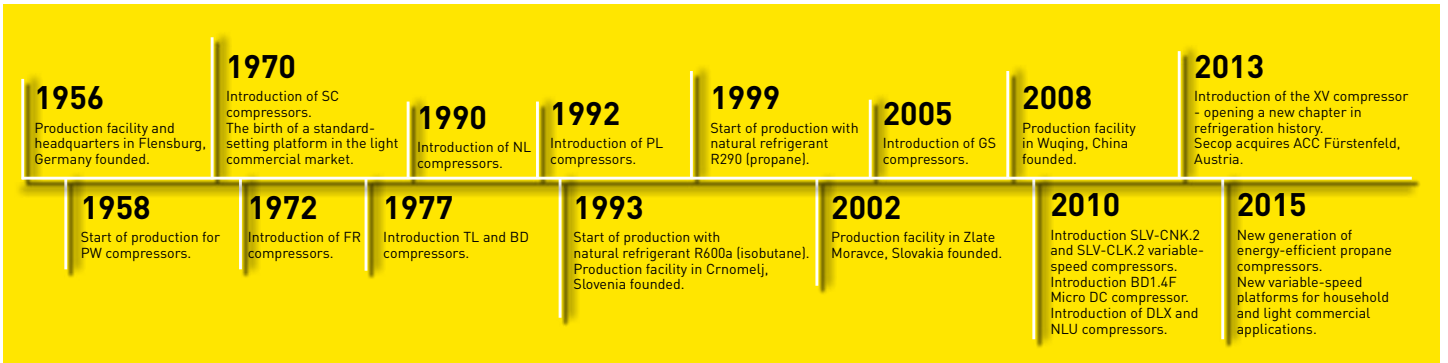 1956
Production facility and
headquarters in Flensburg,
Germany founded.
1958
Start of production for
PW compressors.
1970
Introduction of SC
compressors.
The birth of a standard-
setting platform in the light
commercial market.
1972
Introduction of FR
compressors.
1977
Introduction TL and BD
compressors.
1990
Introduction of NL
compressors.
1992
Introduction of PL
compressors.
1993
Start of production with
natural refrigerant R600a (isobutane).
Production facility in Crnomelj,
Slovenia founded.
1999
Start of production with
natural refrigerant
R290 (propane).
2002
Production facility in Zlate
Moravce, Slovakia founded.
2005
Introduction of GS
compressors.
2008
Production facility
in Wuqing, China
founded.
2010
Introduction SLV-CNK.2
and SLV-CLK.2 variable-
speed compressors.
Introduction BD1.4F
Micro DC compressor.
Introduction of DLX and
NLU compressors.
2013
Introduction of the XV compressor
- opening a new chapter in
refrigeration history.
Secop acquires ACC Fürstenfeld,
Austria.
2015
New generation of
energy-efficient propane
compressors.
New variable-speed
platforms for household
and light commercial
applications.